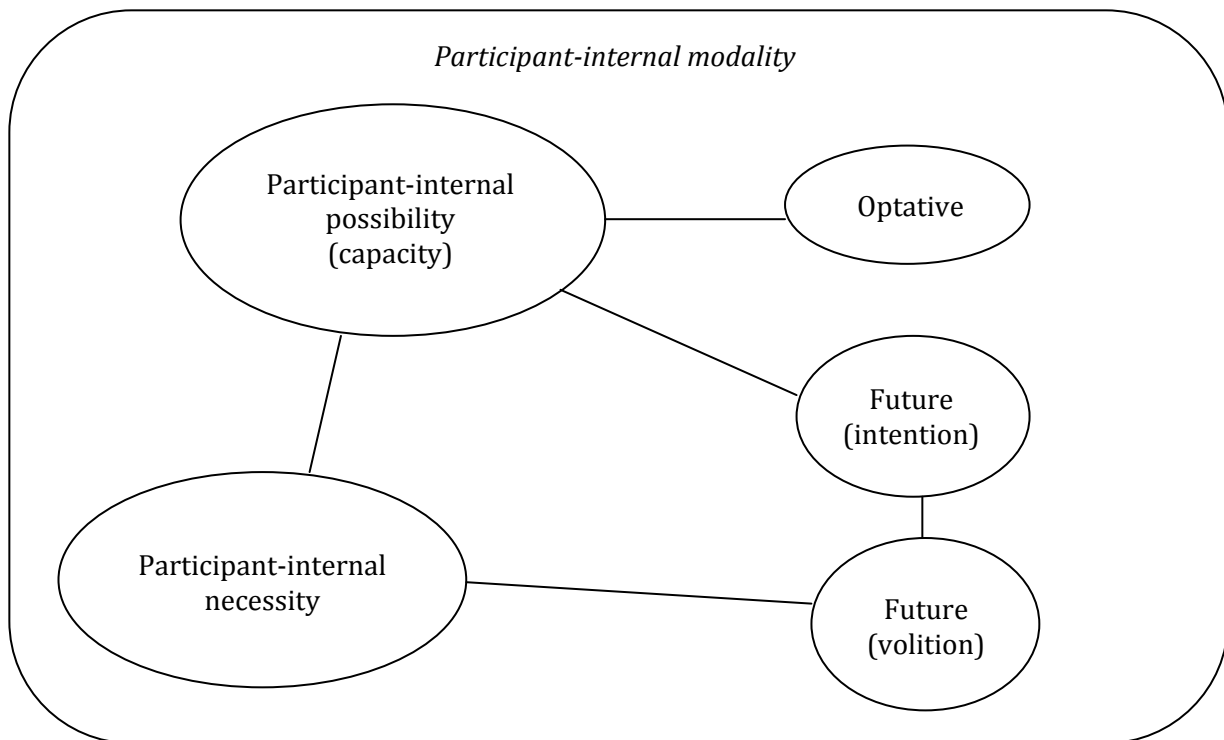 Participant-internal modality
Participant-internal
possibility
(capacity)
Optative
Future
(intention)
Participant-internal
necessity
Future
(volition)